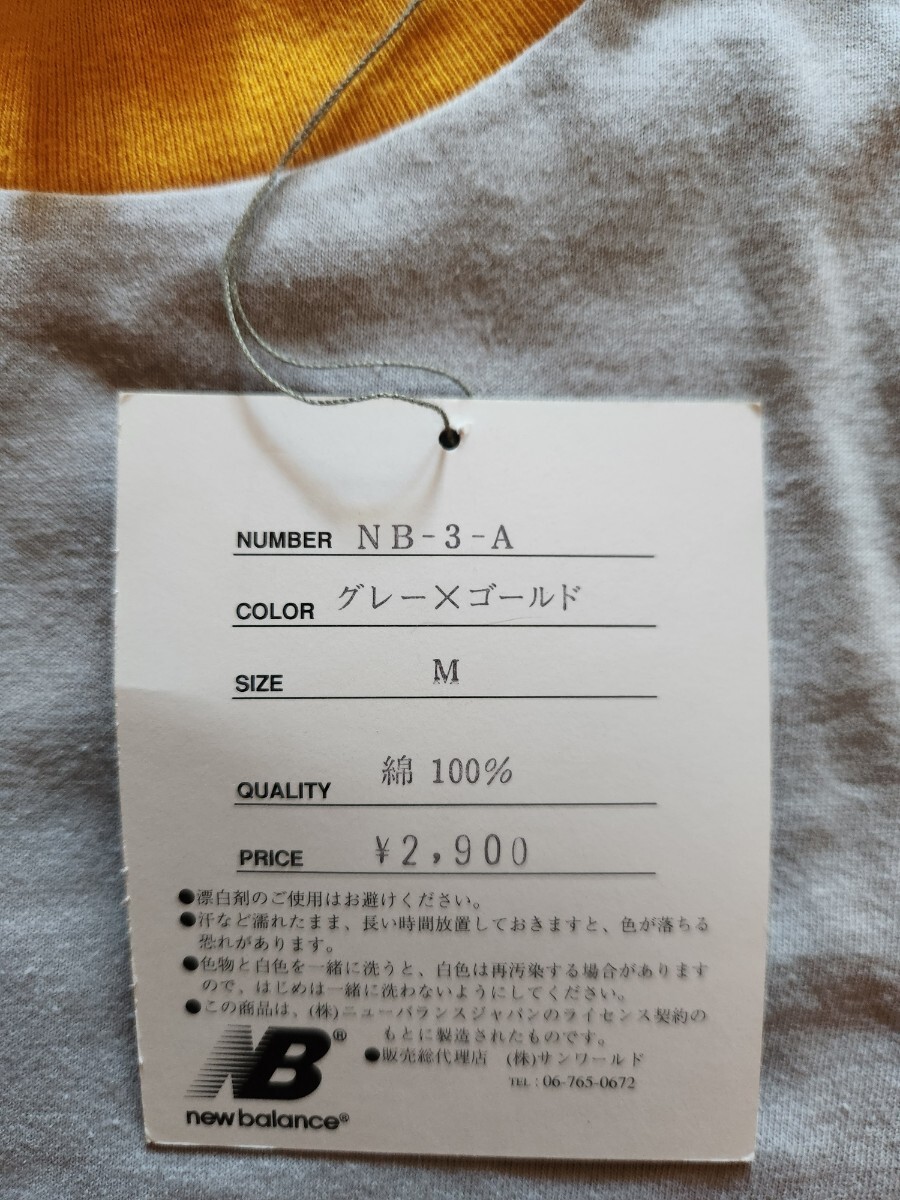 NUMBER NB-3-A
COLOR グレー×ゴールド
SIZE M
QUALITY 綿 100%
PRICE ¥2,900
●漂白剤のご使用はお避けください。
●汗など濡れたまま、長い時間放置しておきますと、色が落ちる
恐れがあります。
●色物と白色を一緒に洗うと、白色は再汚染する場合があります
ので、はじめは一緒に洗わないようにしてください。
●この商品は、(株)ニューバランスジャパンのライセンス契約の
もとに製造されたものです。
●販売総代理店 (株)サンワールド
TEL : 06-765-0672
NB®
new balance®